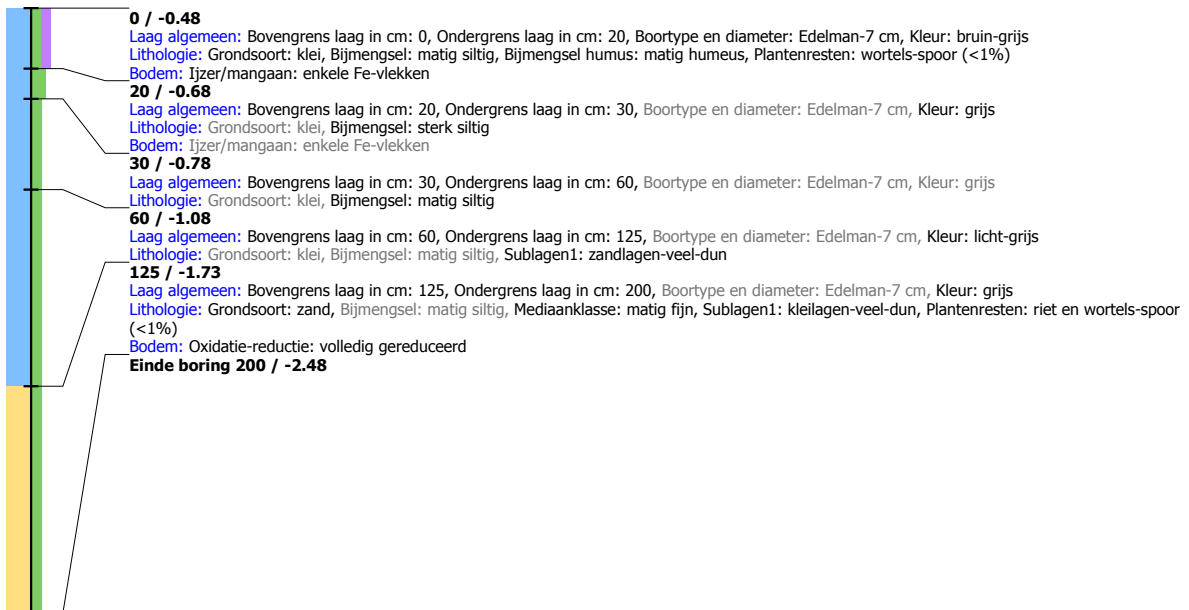 0 / -0.48
Laag algemeen: Bovengrens laag in cm: 0, Ondergrens laag in cm: 20, Boortype en diameter: Edelman-7 cm, Kleur: bruin-grijs
Lithologie: Grondsoort: klei, Bijmengsel: matig siltig, Bijmengsel humus: matig humeus, Plantenresten: wortels-spoor (<1%)
Bodem: Ijzer/mangaan: enkele Fe-vlekken
20 / -0.68
Laag algemeen: Bovengrens laag in cm: 20, Ondergrens laag in cm: 30, Boortype en diameter: Edelman-7 cm, Kleur: grijs
Lithologie: Grondsoort: klei, Bijmengsel: sterk siltig
Bodem: Ijzer/mangaan: enkele Fe-vlekken
30 / -0.78
Laag algemeen: Bovengrens laag in cm: 30, Ondergrens laag in cm: 60, Boortype en diameter: Edelman-7 cm, Kleur: grijs
Lithologie: Grondsoort: klei, Bijmengsel: matig siltig
60 / -1.08
Laag algemeen: Bovengrens laag in cm: 60, Ondergrens laag in cm: 125, Boortype en diameter: Edelman-7 cm, Kleur: licht-grijs
Lithologie: Grondsoort: klei, Bijmengsel: matig siltig, Sublagen1: zandlagen-veel-dun
125 / -1.73
Laag algemeen: Bovengrens laag in cm: 125, Ondergrens laag in cm: 200, Boortype en diameter: Edelman-7 cm, Kleur: grijs
Lithologie: Grondsoort: zand, Bijmengsel: matig siltig, Mediaanklasse: matig fijn, Sublagen1: kleilagen-veel-dun, Plantenresten: riet en wortels-spoor
(<1%)
Bodem: Oxidatie-reductie: volledig gereduceerd
Einde boring 200 / -2.48